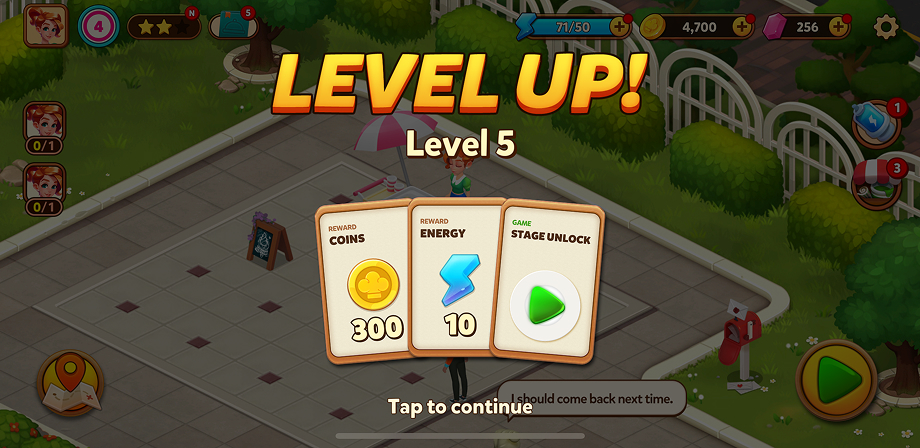 4
N
5
71/50
4,700
256
LEVEL UP!
Level 5
1
0/1
3
0/1
REWARD
COINS
300
REWARD
ENERGY
10
GAME
STAGE UNLOCK
I should come back next time.
Tap to continue